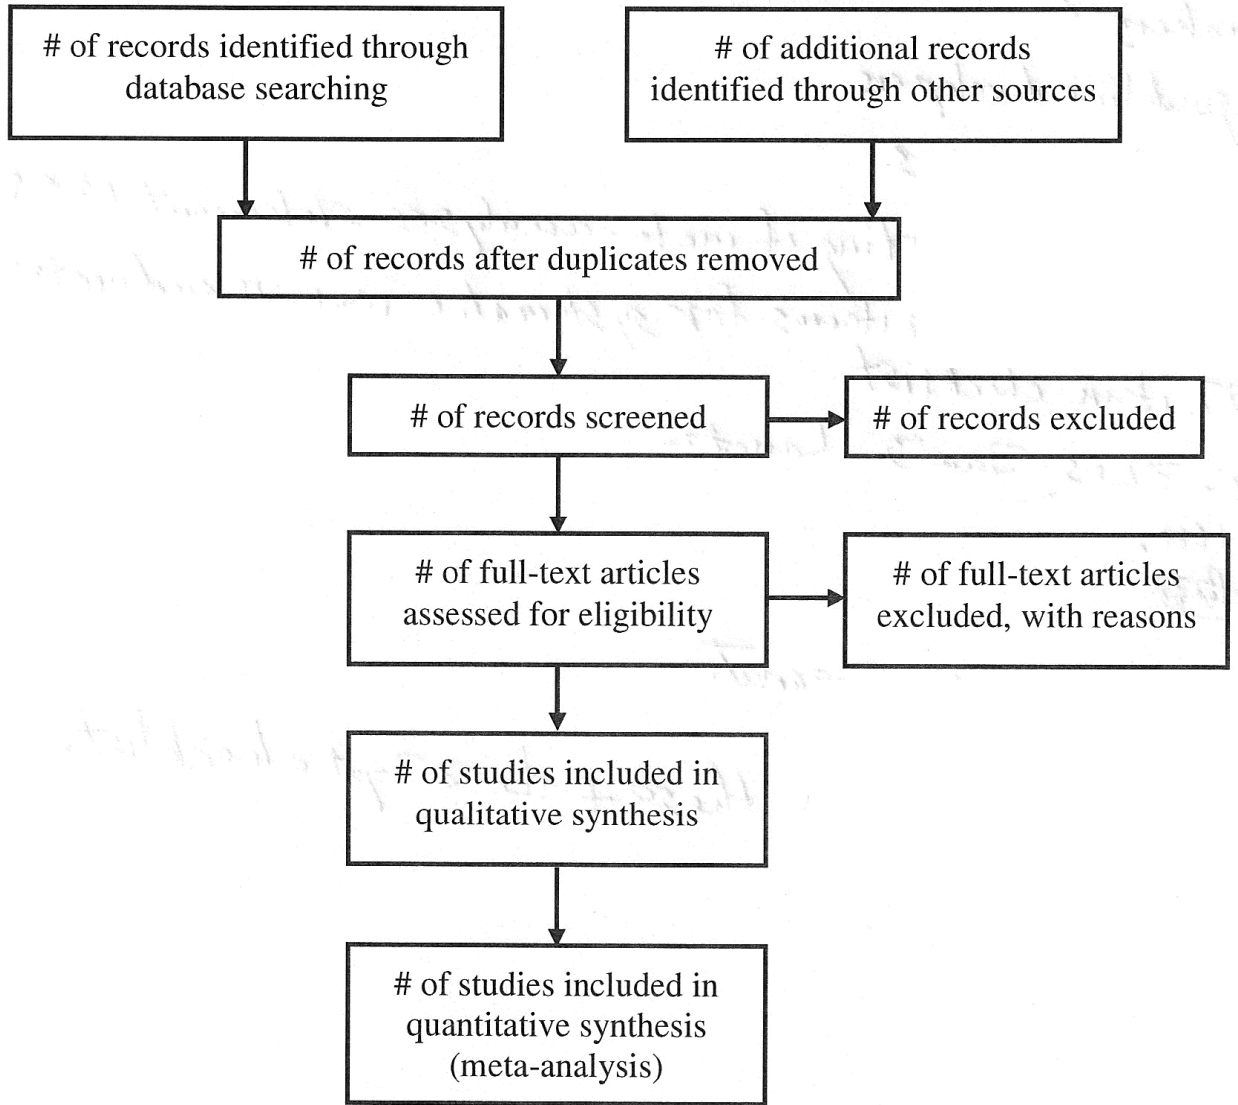 # of records identified through
database searching
# of additional records
identified through other sources
# of records after duplicates removed
# of records screened
# of records excluded
# of full-text articles
assessed for eligibility
# of full-text articles
excluded, with reasons
# of studies included in
qualitative synthesis
# of studies included in
quantitative synthesis
(meta-analysis)